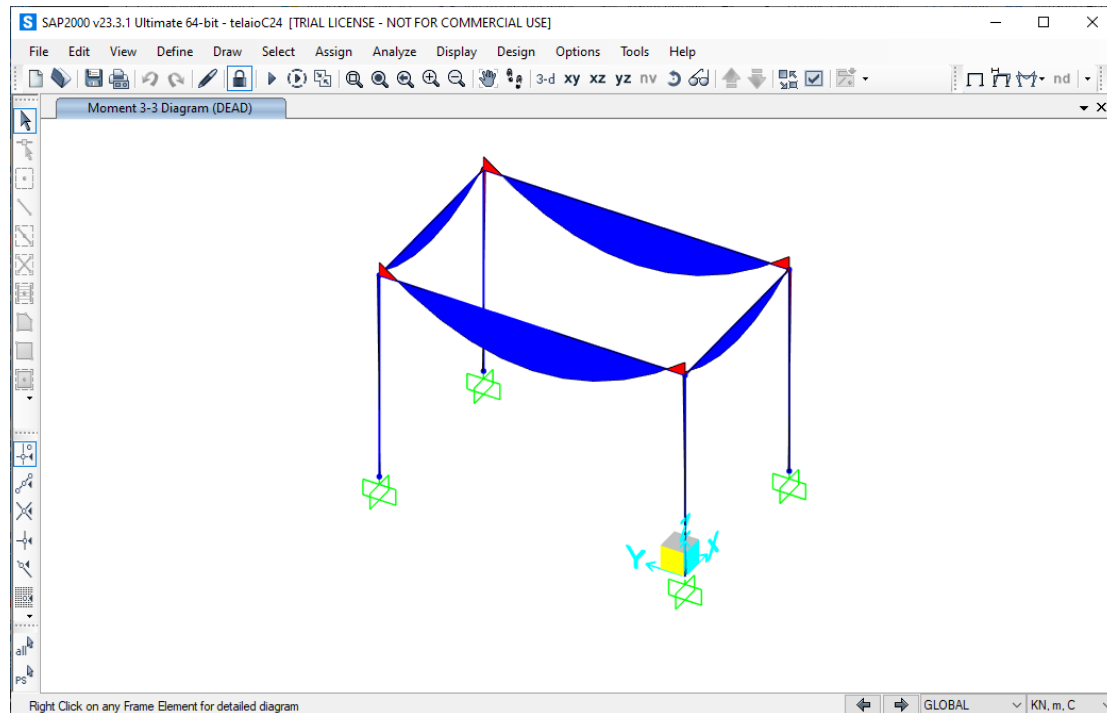 SAP2000 v23.3.1 Ultimate 64-bit - telaioC24 [TRIAL LICENSE - NOT FOR COMMERCIAL USE]
File Edit View Define Draw Select Assign Analyze Display Design Options Tools Help
3-d xy xz yz nv nd
Moment 3-3 Diagram (DEAD)
Z
Y X
all
PS
Right Click on any Frame Element for detailed diagram GLOBAL KN, m, C